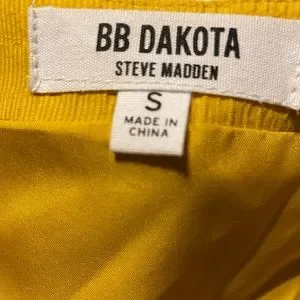 BB DAKOTA
STEVE MADDEN
S
MADE IN
CHINA